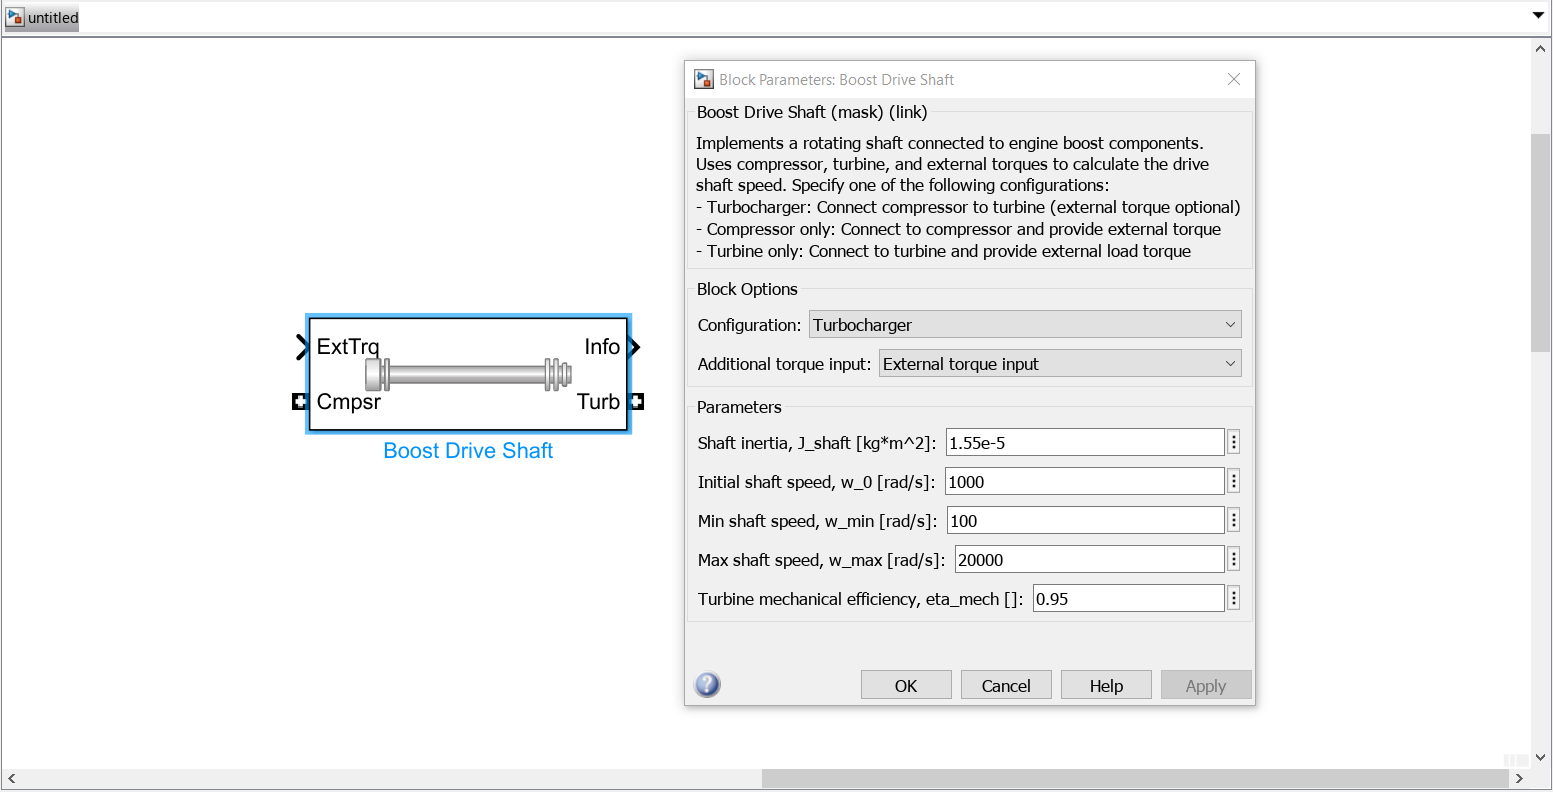 untitled
Block Parameters: Boost Drive Shaft
Boost Drive Shaft (mask) (link)
Implements a rotating shaft connected to engine boost components.
Uses compressor, turbine, and external torques to calculate the drive
shaft speed. Specify one of the following configurations:
- Turbocharger: Connect compressor to turbine (external torque optional)
- Compressor only: Connect to compressor and provide external torque
- Turbine only: Connect to turbine and provide external load torque
Block Options
Configuration: Turbocharger
Additional torque input: External torque input
Parameters
Shaft inertia, J_shaft [kg*m^2]: 1.55e-5
Initial shaft speed, w_0 [rad/s]: 1000
Min shaft speed, w_min [rad/s]: 100
Max shaft speed, w_max [rad/s]: 20000
Turbine mechanical efficiency, eta_mech []: 0.95
? OK Cancel Help Apply
ExtTrq Info
Cmpsr Turb
Boost Drive Shaft